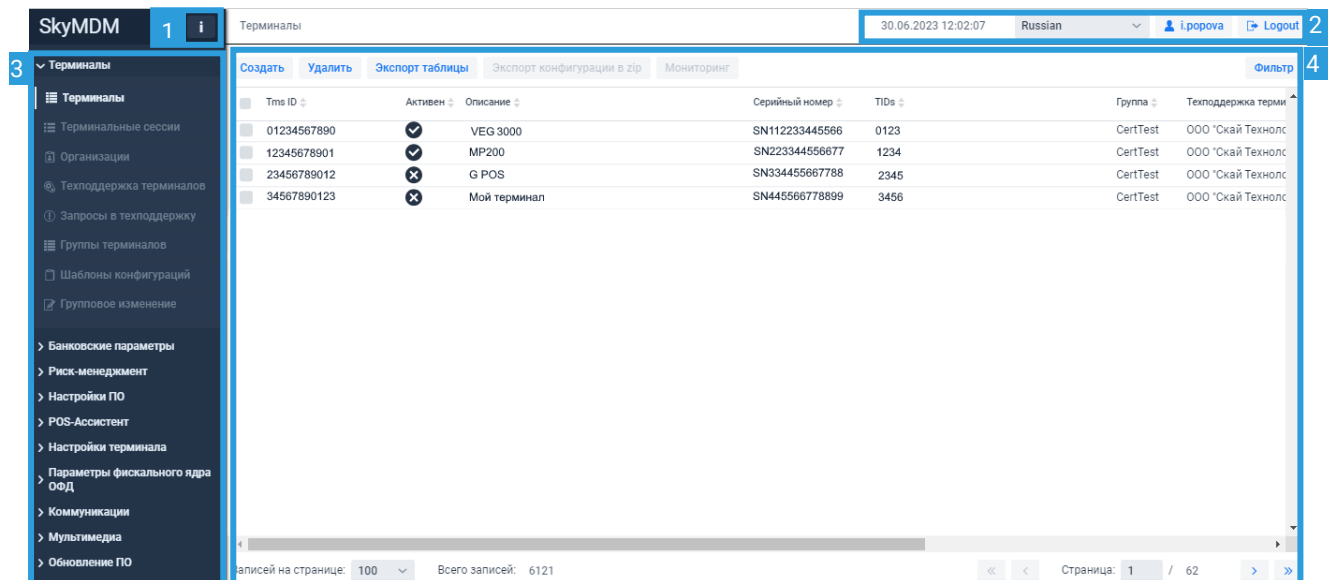 SkyMDM 1 i Терминалы 30.06.2023 12:02:07 Russian i.popova Logout 2
3 Терминалы
Терминалы
Терминальные сессии
Организации
Техподдержка терминалов
Запросы в техподдержку
Группы терминалов
Шаблоны конфигураций
Групповое изменение
Банковские параметры
Риск-менеджмент
Настройки ПО
POS-Ассистент
Настройки терминала
Параметры фискального ядра
ОФД
Коммуникации
Мультимедиа
Обновление ПО
Создать Удалить Экспорт таблицы Экспорт конфигурации в zip Мониторинг Фильтр 4
Tms ID Активен Описание Серийный номер TIDs Группа Техподдержка терми
01234567890 VEG 3000 SN112233445566 0123 CertTest ООО "Скай Техноло
12345678901 MP200 SN223344556677 1234 CertTest ООО "Скай Техноло
23456789012 G POS SN334455667788 2345 CertTest ООО "Скай Техноло
34567890123 Мой терминал SN445566778899 3456 CertTest ООО "Скай Техноло
Записей на странице: 100 Всего записей: 6121 Страница: 1 / 62